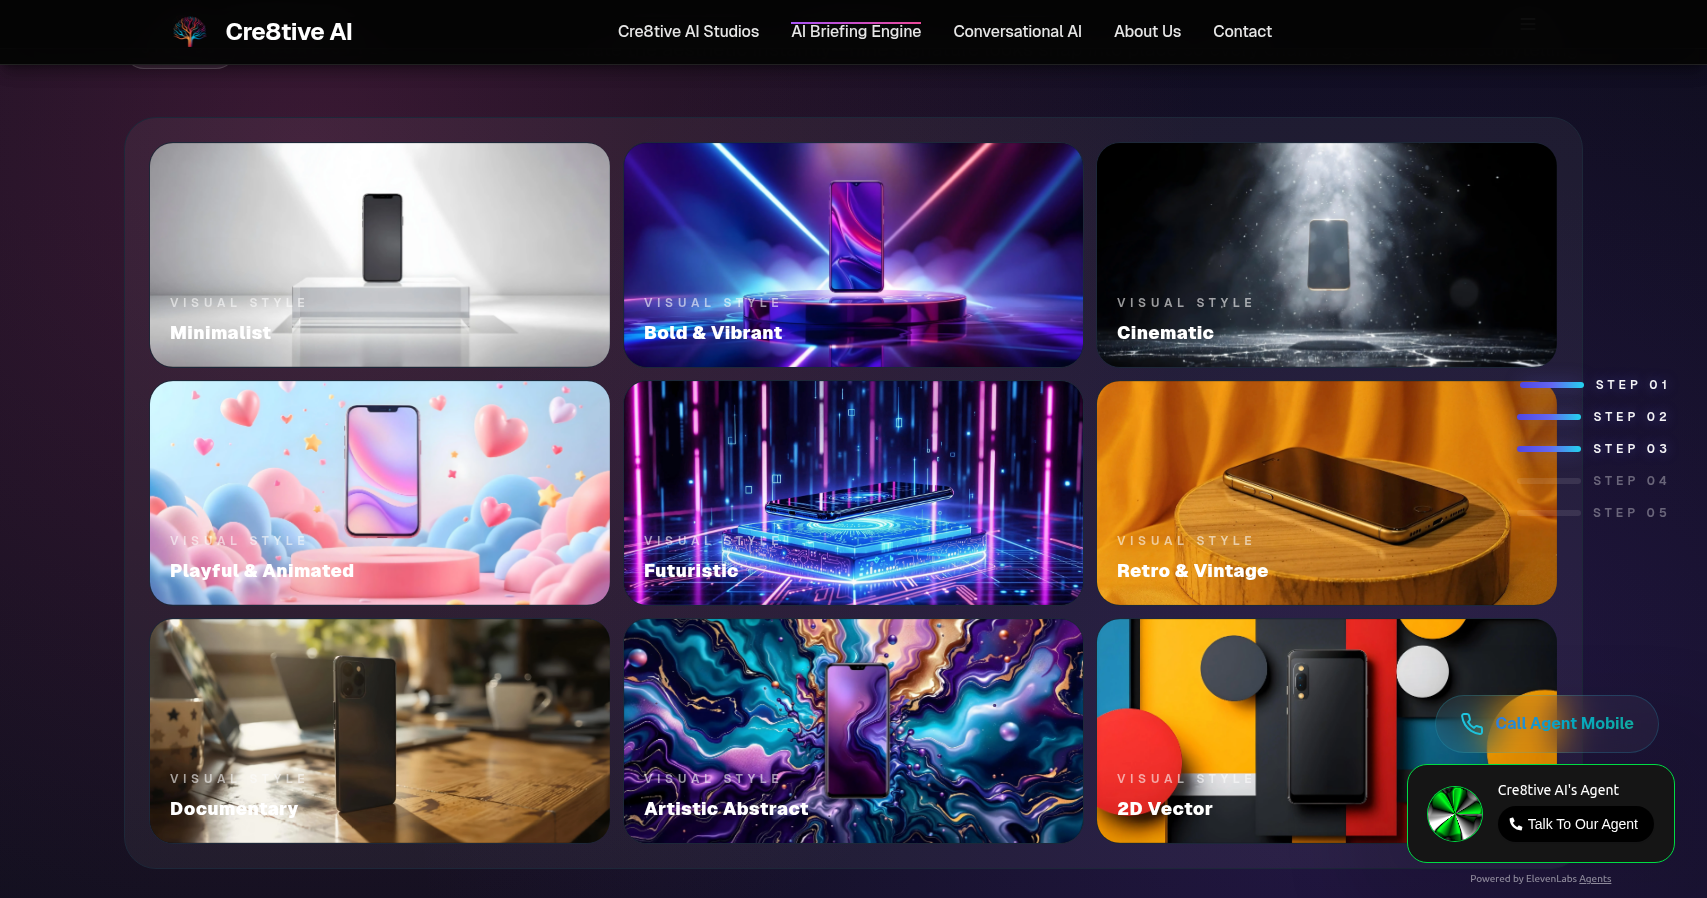 Cre8tive AI
Cre8tive AI Studios
AI Briefing Engine
Conversational AI
About Us
Contact
VISUAL STYLE
Minimalist
VISUAL STYLE
Bold & Vibrant
VISUAL STYLE
Cinematic
STEP 01
STEP 02
STEP 03
STEP 04
STEP 05
VISUAL STYLE
Playful & Animated
VISUAL STYLE
Futuristic
VISUAL STYLE
Retro & Vintage
VISUAL STYLE
Documentary
VISUAL STYLE
Artistic Abstract
VISUAL STYLE
2D Vector
Call Agent Mobile
Cre8tive AI's Agent
Talk To Our Agent
Powered by ElevenLabs Agents